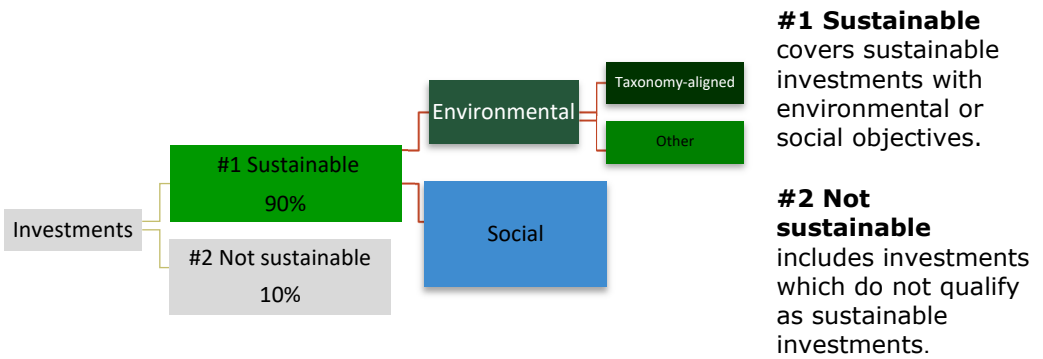 Investments
#1 Sustainable
90%
#2 Not sustainable
10%
Environmental
Social
Taxonomy-aligned
Other
#1 Sustainable
covers sustainable
investments with
environmental or
social objectives.
#2 Not
sustainable
includes investments
which do not qualify
as sustainable
investments.